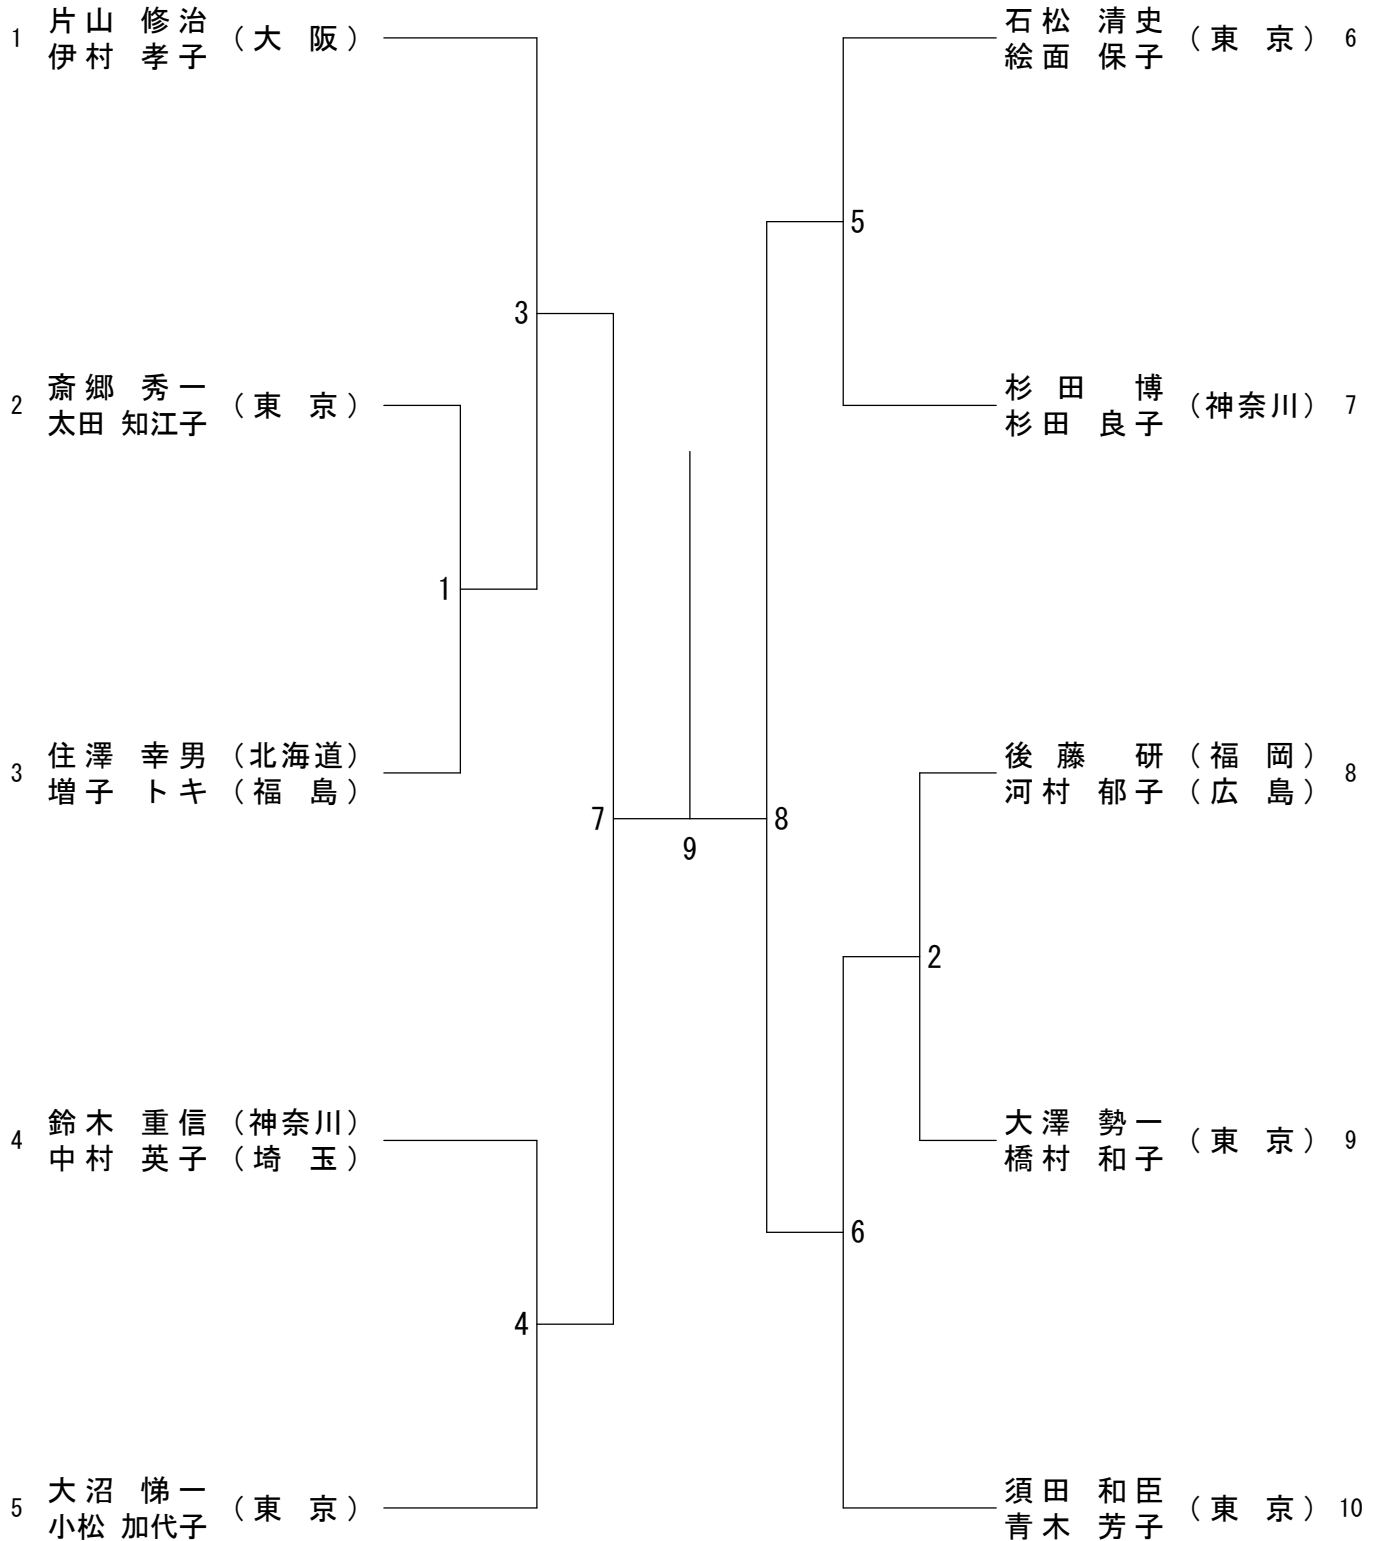 1 片山 修治 (大 阪)
伊村 孝子
2 斎郷 秀一 (東 京)
太田 知江子
3 住澤 幸男 (北海道)
増子 トキ (福 島)
4 鈴木 重信 (神奈川)
中村 英子 (埼 玉)
5 大沼 悌一 (東 京)
小松 加代子
3
1
7
4
9
石松 清史 (東 京) 6
絵面 保子
杉田 博 (神奈川) 7
杉田 良子
後藤 研 (福 岡) 8
河村 郁子 (広 島)
大澤 勢一 (東 京) 9
橋村 和子
須田 和臣 (東 京) 10
青木 芳子
5
8
2
6